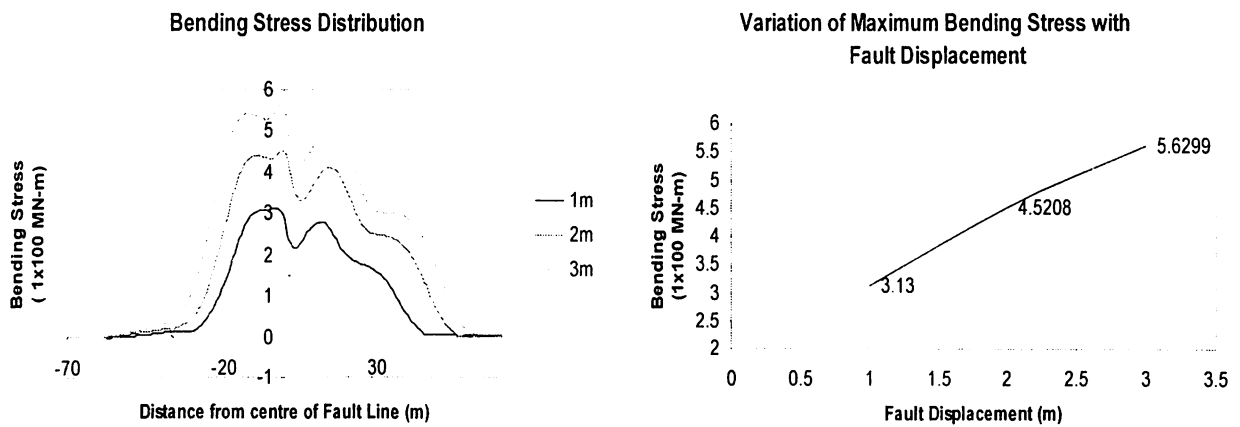 Bending Stress Distribution
6
5
4
3
2
1
0
-1
-70
-20
30
Bending Stress
( 1x100 MN-m)
Distance from centre of Fault Line (m)
1m
2m
3m
Variation of Maximum Bending Stress with
Fault Displacement
6
5.5
5
4.5
4
3.5
3
2.5
2
0
0.5
1
1.5
2
2.5
3
3.5
5.6299
4.5208
3.13
Bending Stress
(1x100 MN-m)
Fault Displacement (m)